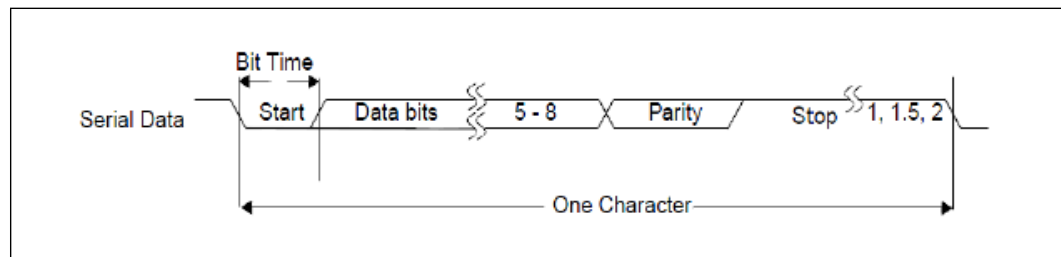 Bit Time
Serial Data Start Data bits 5 - 8 Parity Stop 1, 1.5, 2
One Character